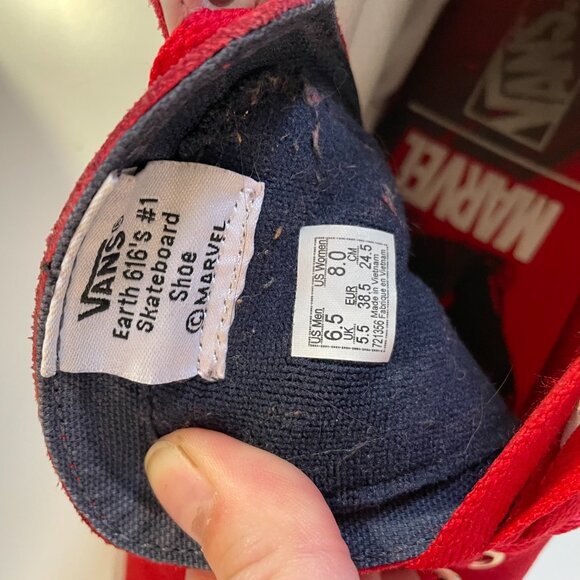 VANS®
Earth 616's #1
Skateboard
Shoe
© MARVEL
US Men US Women
6.5 8.0
UK EUR CM
5.5 38.5 24.5
721356 Made in Vietnam
Fabriqué en Vietnam
VANS
MARVEL